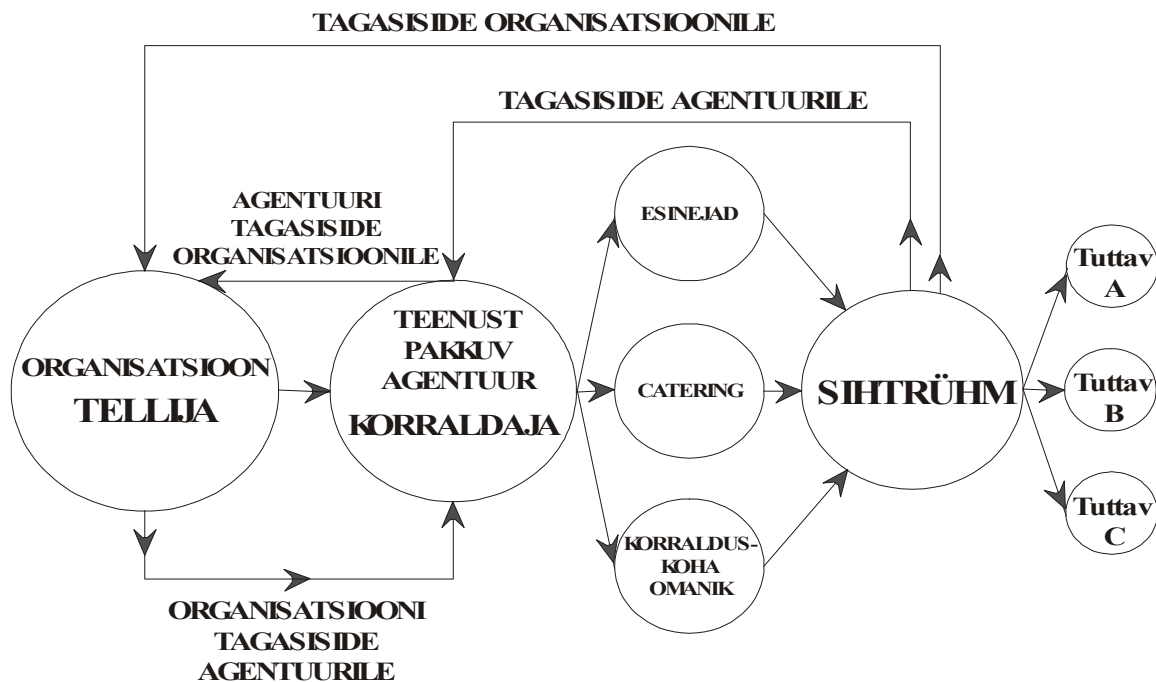 TAGASISIDE ORGANISATSIOONILE
TAGASISIDE AGENTUURILE
AGENTUURI
TAGASISIDE
ORGANISATSIOONILE
ORGANISATSIOON
TELLIJA
TEENUST
PAKKUV
AGENTUUR
KORRALDAJA
ESINEJAD
CATERING
KORRALDUS-
KOHA
OMANIK
SIHTRÜHM
Tuttav
A
Tuttav
B
Tuttav
C
ORGANISATSIOONI
TAGASISIDE
AGENTUURILE